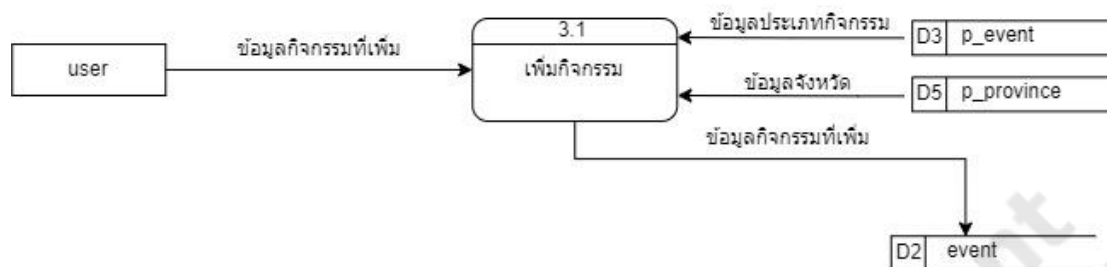 user
ข้อมูลกิจกรรมที่เพิ่ม
3.1
เพิ่มกิจกรรม
ข้อมูลประเภทกิจกรรม
D3 p_event
ข้อมูลจังหวัด
D5 p_province
ข้อมูลกิจกรรมที่เพิ่ม
D2 event